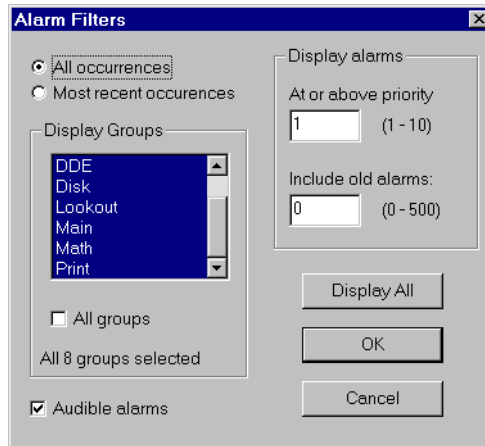 Alarm Filters
All occurrences
Most recent occurences
Display Groups
DDE
Disk
Lookout
Main
Math
Print
All groups
All 8 groups selected
Audible alarms
Display alarms
At or above priority
1 (1 - 10)
Include old alarms:
0 (0 - 500)
Display All
OK
Cancel